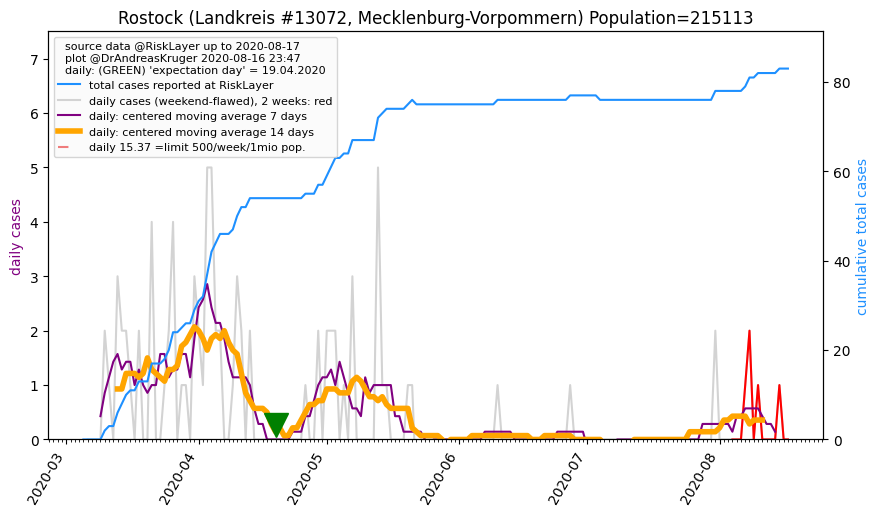 Rostock (Landkreis #13072, Mecklenburg-Vorpommern) Population=215113
source data @RiskLayer up to 2020-08-17
plot @DrAndreasKruger 2020-08-16 23:47
daily: (GREEN) 'expectation day' = 19.04.2020
total cases reported at RiskLayer
daily cases (weekend-flawed), 2 weeks: red
daily: centered moving average 7 days
daily: centered moving average 14 days
daily 15.37 =limit 500/week/1mio pop.
daily cases
7
6
5
4
3
2
1
0
cumulative total cases
80
60
40
20
0
2020-03
2020-04
2020-05
2020-06
2020-07
2020-08